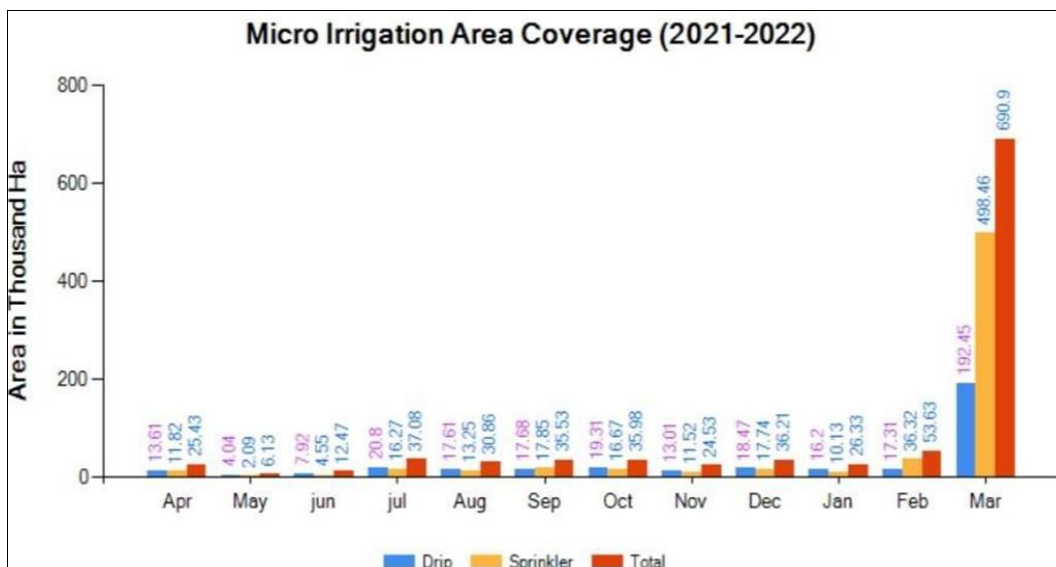 Micro Irrigation Area Coverage (2021-2022)
Area in Thousand Ha
800
600
400
200
0
13.61 11.82 25.43
4.04 2.09 6.13
7.92 4.55 12.47
20.8 16.27 37.08
17.61 13.25 30.86
17.68 17.85 35.53
19.31 16.67 35.98
13.01 11.52 24.53
18.47 17.74 36.21
16.2 10.13 26.33
17.31 36.32 53.63
192.45 498.46 690.9
Apr May jun jul Aug Sep Oct Nov Dec Jan Feb Mar
Drip Sprinkler Total